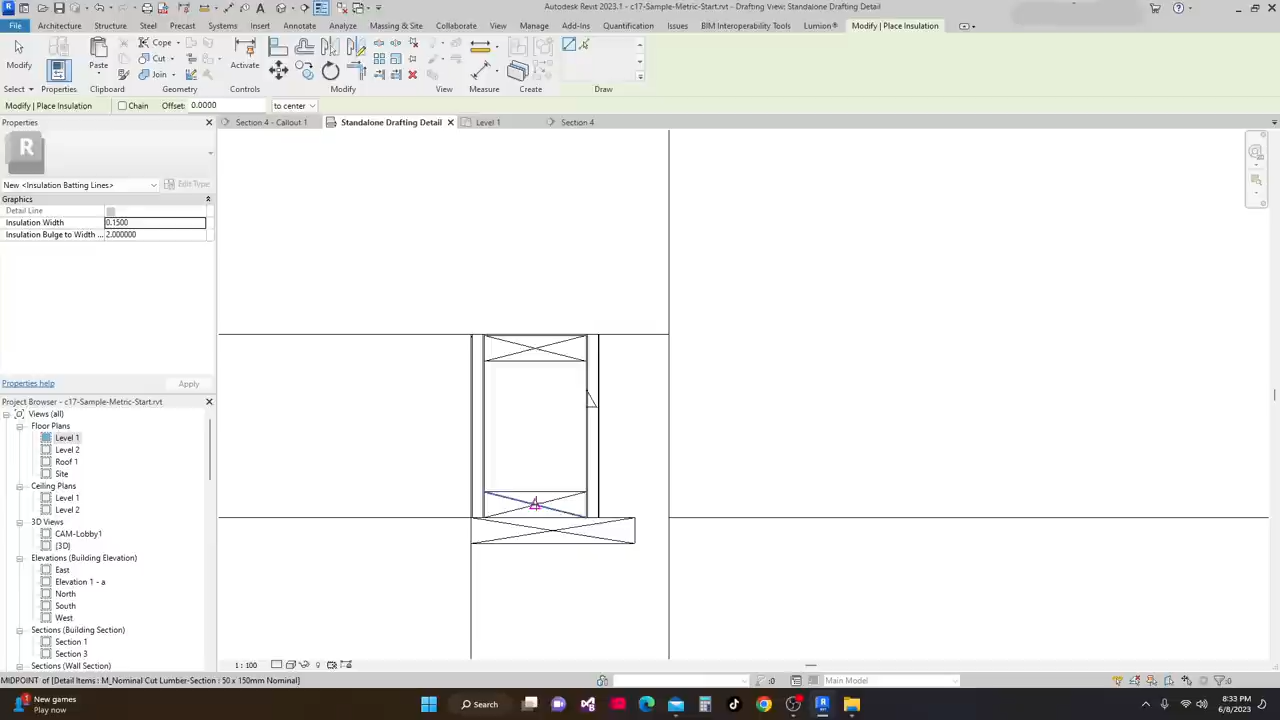 Autodesk Revit 2023.1 - c17-Sample-Metric-Start.rvt - Drafting View: Standalone Drafting Detail
File Architecture Structure Steel Precast Systems Insert Annotate Analyze Massing & Site Collaborate View Manage Add-Ins Quantification Issues BIM Interoperability Tools Lumion® Modify | Place Insulation
Cope
Cut
Join
Modify Paste Activate
Select Properties Clipboard Geometry Controls Modify View Measure Create Draw
Modify | Place Insulation Chain Offset: 0.0000 to center
Properties
Section 4 - Callout 1 Standalone Drafting Detail Level 1 Section 4
R
New <Insulation Batting Lines> Edit Type
Graphics
Detail Line
Insulation Width 0.1500
Insulation Bulge to Width ... 2.000000
Properties help Apply
Project Browser - c17-Sample-Metric-Start.rvt
Views (all)
Floor Plans
Level 1
Level 2
Roof 1
Site
Ceiling Plans
Level 1
Level 2
3D Views
CAM-Lobby1
{3D}
Elevations (Building Elevation)
East
Elevation 1 - a
North
South
West
Sections (Building Section)
Section 1
Section 3
Sections (Wall Section)
1 : 100
MIDPOINT of [Detail Items : M_Nominal Cut Lumber-Section : 50 x 150mm Nominal]
:0 Main Model :0
New games
Play now
Search
8:33 PM
6/8/2023